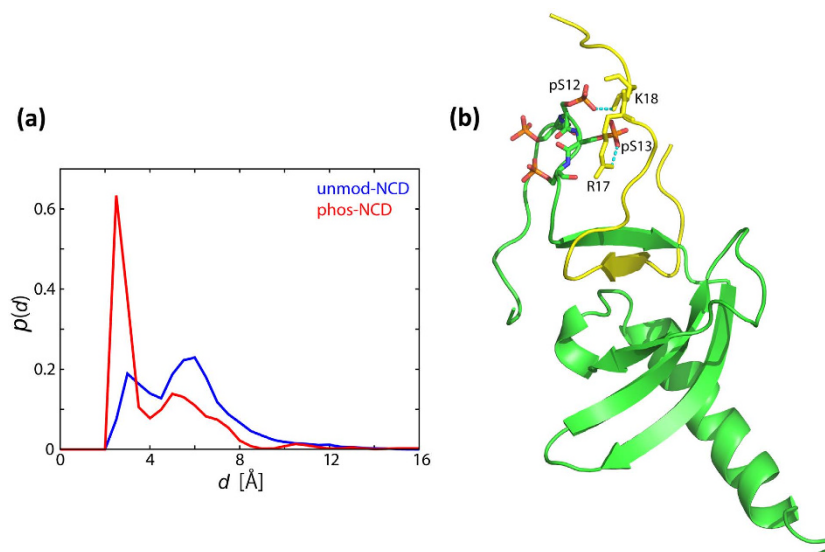 (a)
unmod-NCD
phos-NCD
p(d)
0.6
0.4
0.2
0
0 4 8 12 16
d [Å]
(b)
pS12
K18
pS13
R17